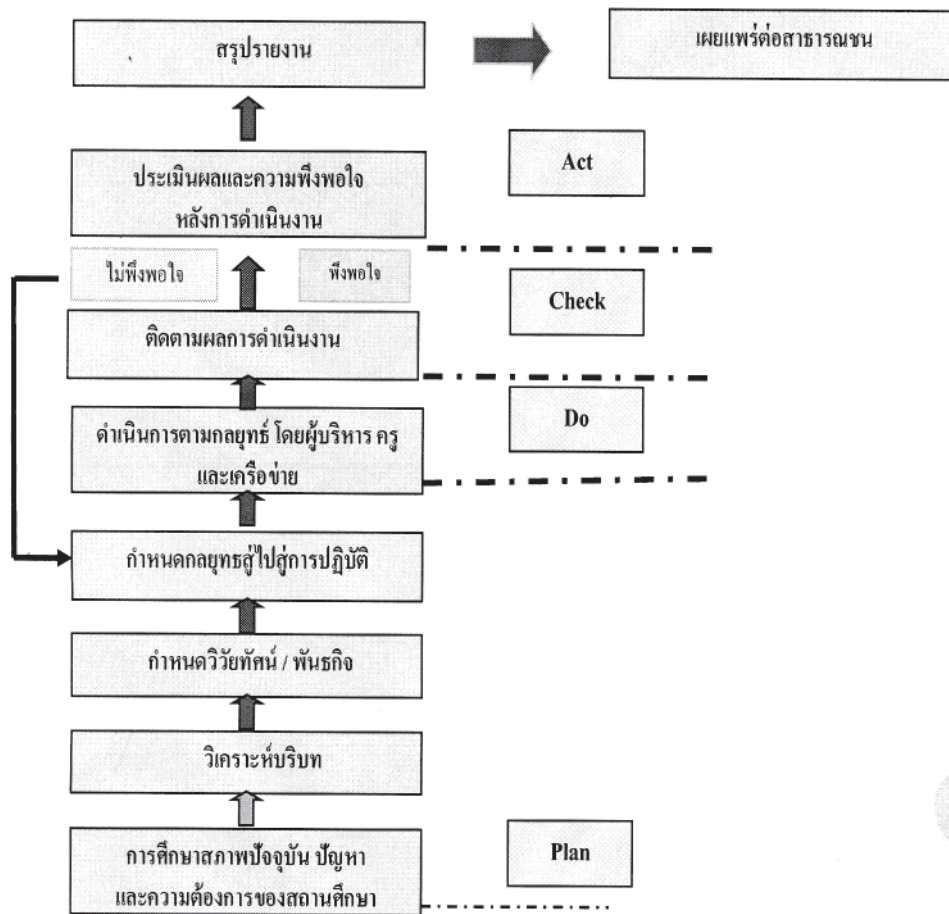 สรุปรายงาน
เผยแพร่ต่อสาธารณชน
ประเมินผลและความพึงพอใจ
หลังการดำเนินงาน
Act
ไม่พึงพอใจ
พึงพอใจ
Check
ติดตามผลการดำเนินงาน
Do
ดำเนินการตามกลยุทธ์ โดยผู้บริหาร ครู
และเครือข่าย
กำหนดกลยุทธสู่ไปสู่การปฏิบัติ
กำหนดวิวัยทัศน์ / พันธกิจ
วิเคราะห์บริบท
การศึกษาสภาพปัจจุบัน ปัญหา
และความต้องการของสถานศึกษา
Plan